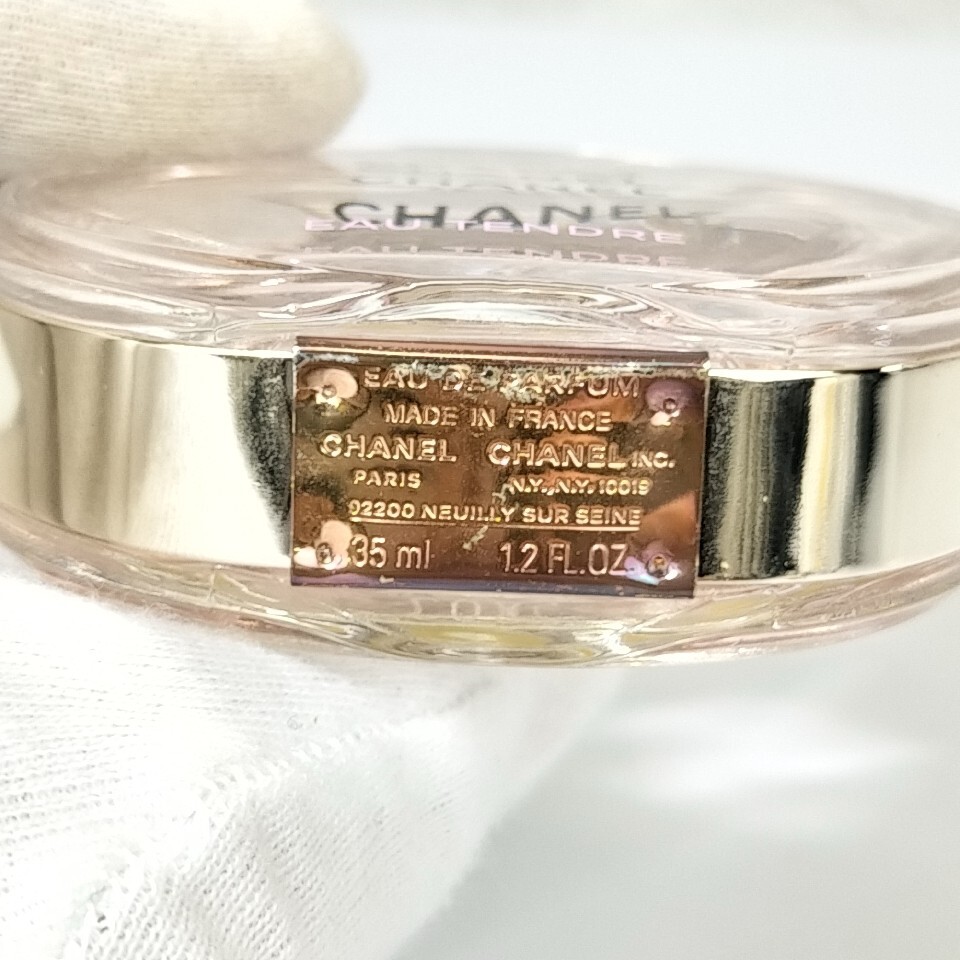 CHANEL
EAU TENDRE
EAU DE PARFUM
MADE IN FRANCE
CHANEL CHANEL INC.
PARIS N.Y., N.Y. 10019
92200 NEUILLY SUR SEINE
35 ml 1.2 FL.OZ.